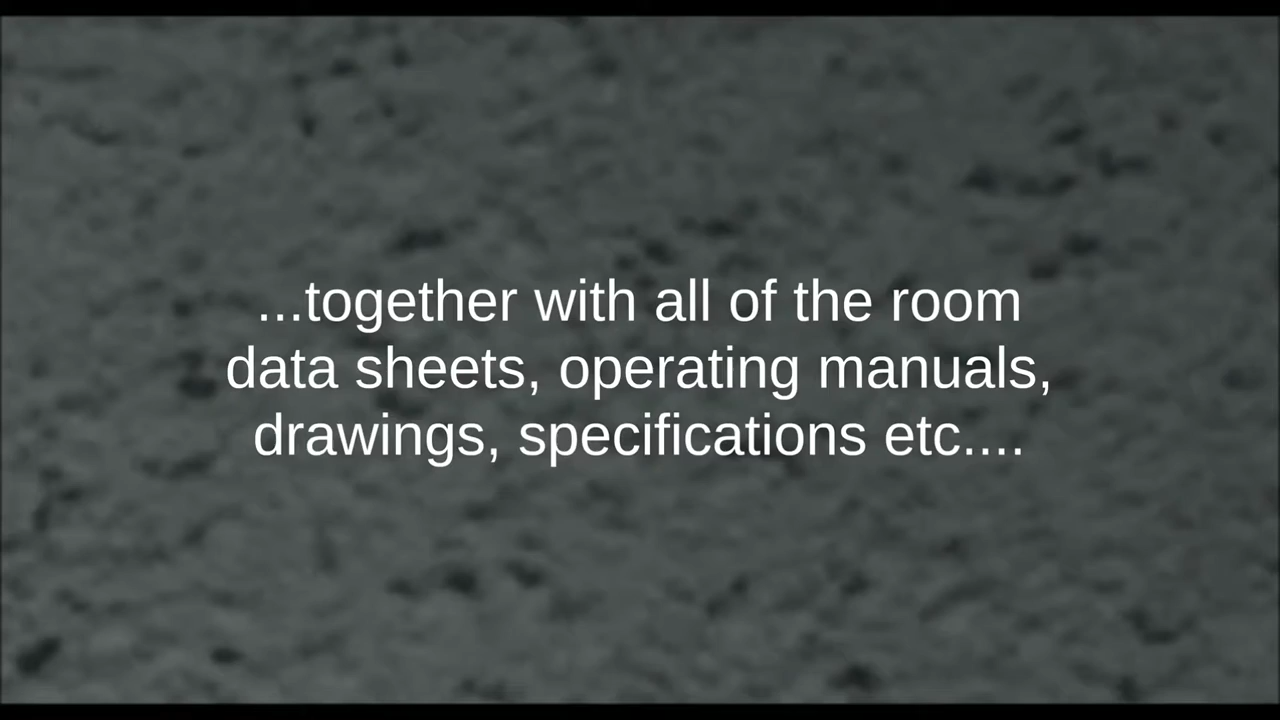 ...together with all of the room
data sheets, operating manuals,
drawings, specifications etc....